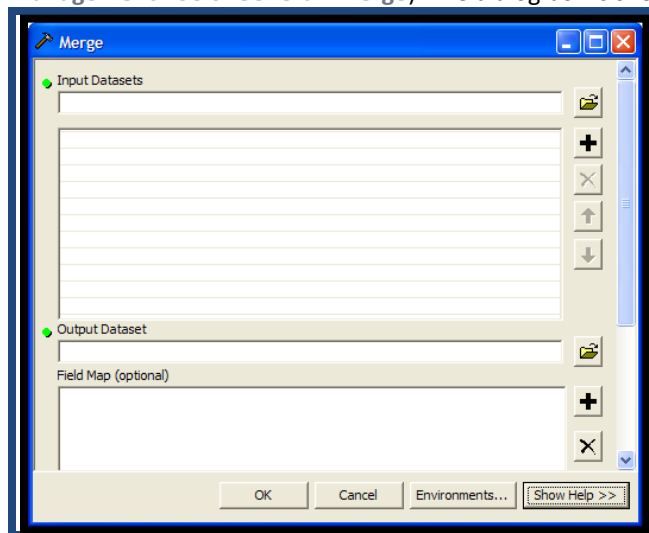 Merge
Input Datasets
Output Dataset
Field Map (optional)
OK Cancel Environments... Show Help >>